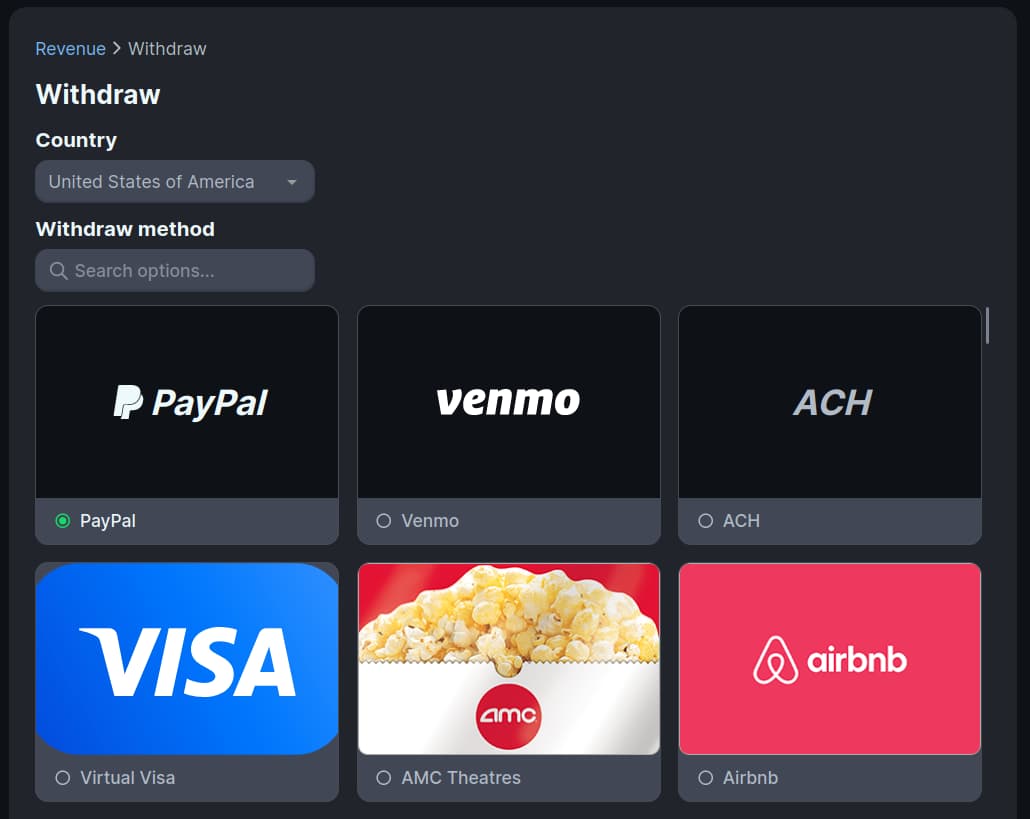 Revenue > Withdraw
Withdraw
Country
United States of America
Withdraw method
Search options...
PayPal
venmo
ACH
PayPal
Venmo
ACH
VISA
amc
airbnb
Virtual Visa
AMC Theatres
Airbnb